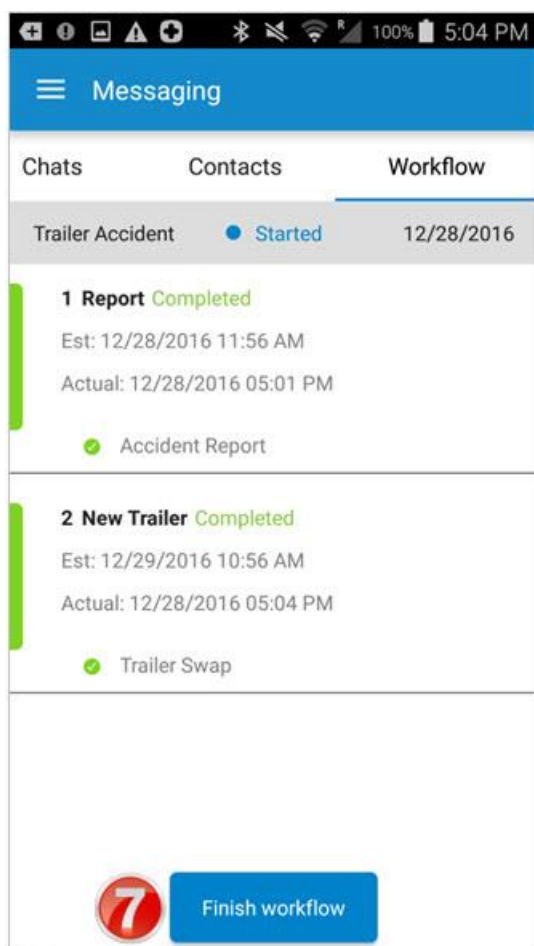 R 100% 5:04 PM
Messaging
Chats Contacts Workflow
Trailer Accident Started 12/28/2016
1 Report Completed
Est: 12/28/2016 11:56 AM
Actual: 12/28/2016 05:01 PM
Accident Report
2 New Trailer Completed
Est: 12/29/2016 10:56 AM
Actual: 12/28/2016 05:04 PM
Trailer Swap
7 Finish workflow